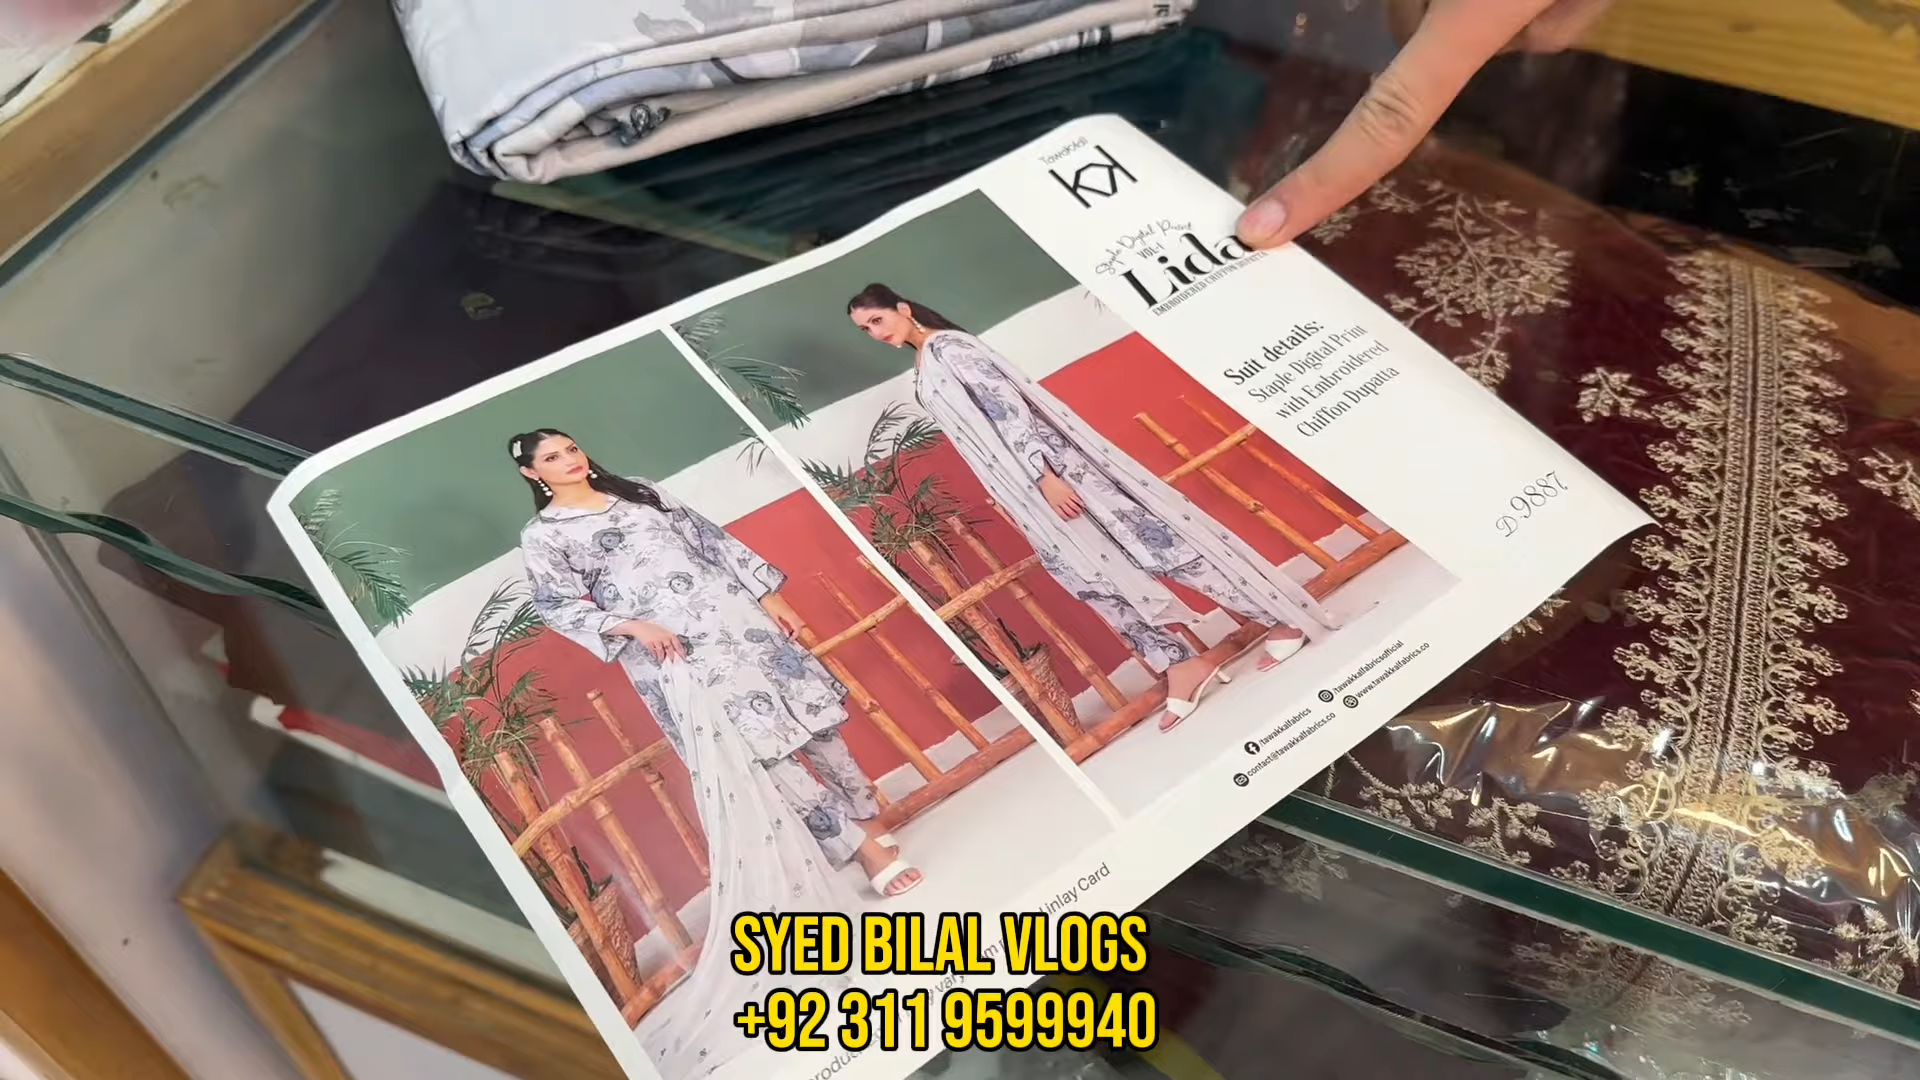 Tawakkal
Staple Digital Print
VOL-1
Lida
EMBROIDERED CHIFFON DUPATTA
Suit details:
Staple Digital Print
with Embroidered
Chiffon Dupatta
D 9887
/tawakkalfabrics
/tawakkalfabricsofficial
contact@tawakkalfabrics.co
www.tawakkalfabrics.co
inlay Card
SYED BILAL VLOGS
+92 311 9599940